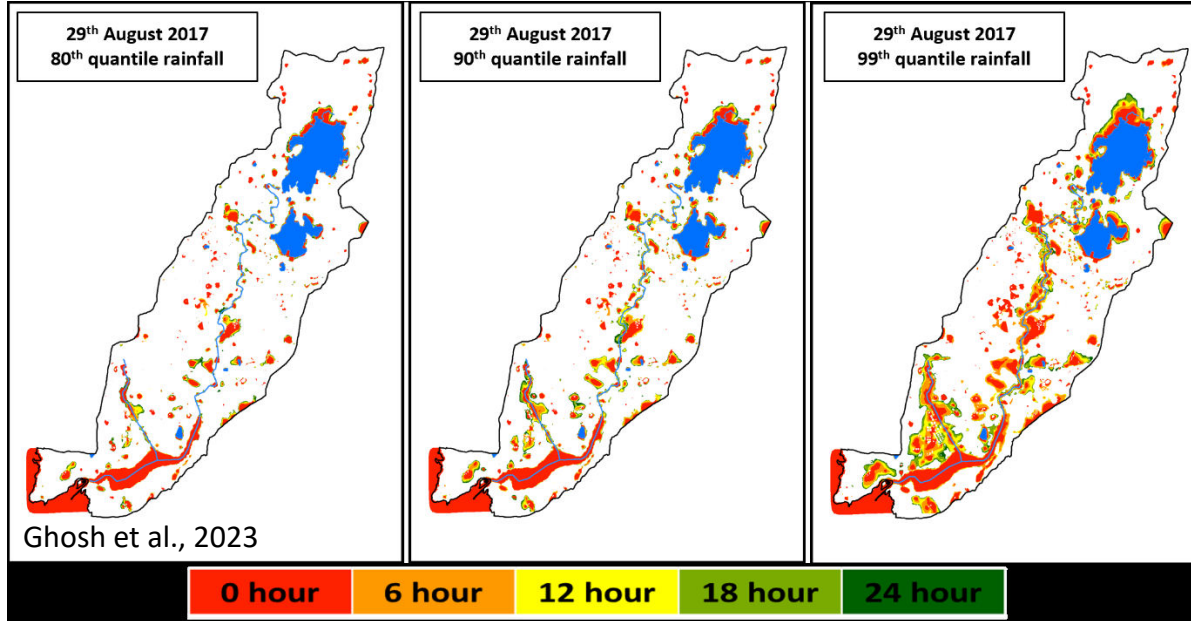 29th August 2017
80th quantile rainfall
29th August 2017
90th quantile rainfall
29th August 2017
99th quantile rainfall
Ghosh et al., 2023
0 hour
6 hour
12 hour
18 hour
24 hour